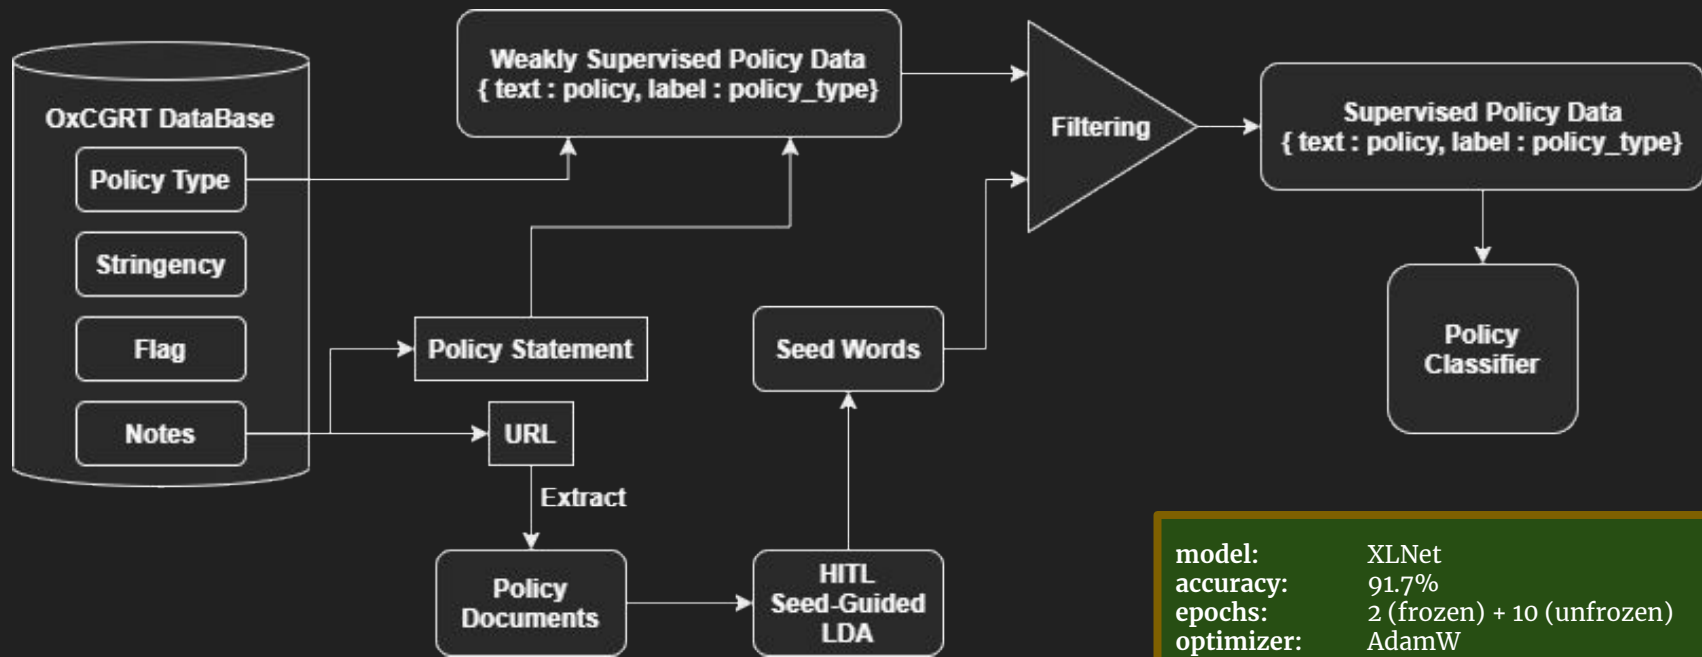 OxCGRT DataBase
Policy Type
Stringency
Flag
Notes
Weakly Supervised Policy Data
{ text : policy, label : policy_type}
Policy Statement
URL
Extract
Policy
Documents
HITL
Seed-Guided
LDA
Seed Words
Filtering
Supervised Policy Data
{ text : policy, label : policy_type}
Policy
Classifier
model: XLNet
accuracy: 91.7%
epochs: 2 (frozen) + 10 (unfrozen)
optimizer: AdamW